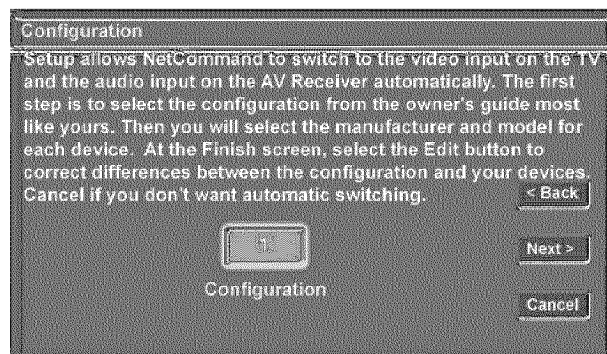 Configuration
Setup allows NetCommand to switch to the video input on the TV
and the audio input on the AV Receiver automatically. The first
step is to select the configuration from the owner's guide most
like yours. Then you will select the manufacturer and model for
each device. At the Finish screen, select the Edit button to
correct differences between the configuration and your devices.
Cancel if you don't want automatic switching.
< Back
1
Next >
Configuration
Cancel